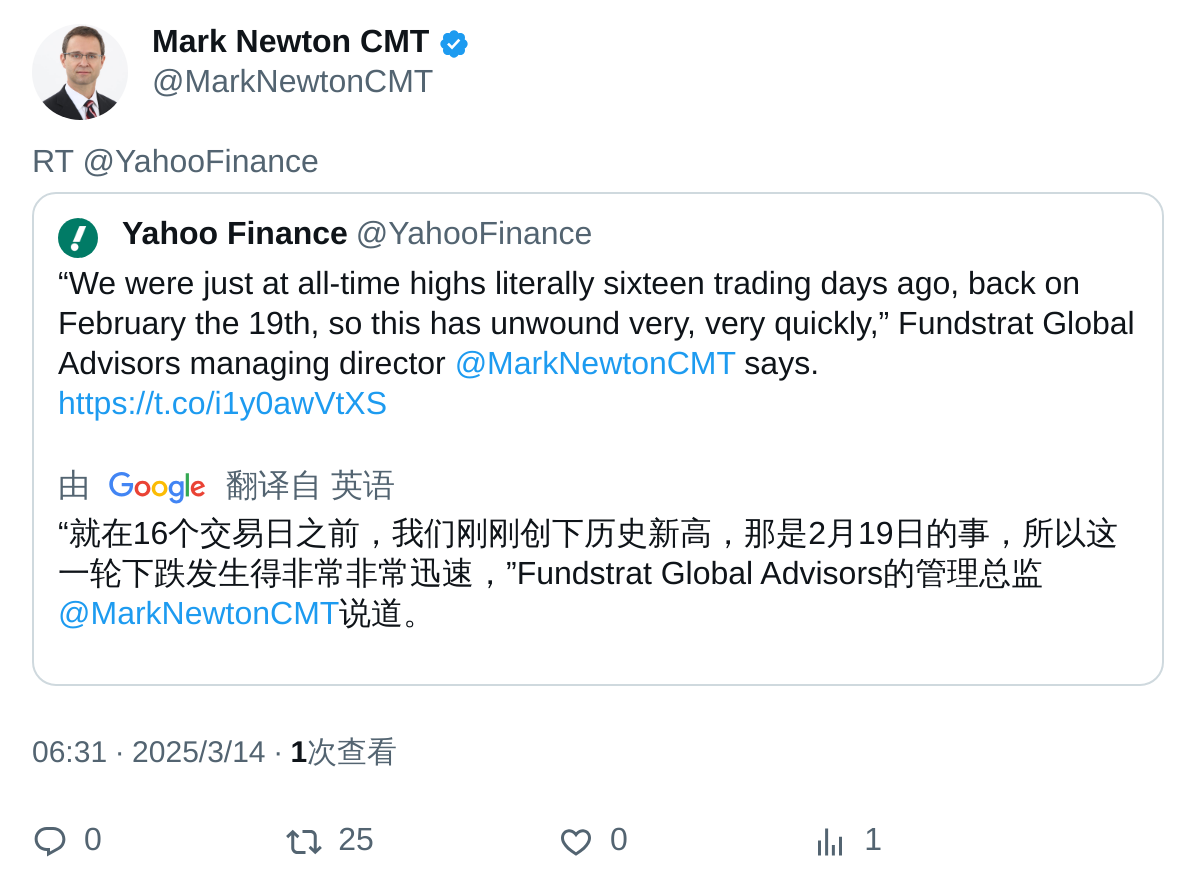 Mark Newton CMT
@MarkNewtonCMT
RT @YahooFinance
Yahoo Finance @YahooFinance
“We were just at all-time highs literally sixteen trading days ago, back on
February the 19th, so this has unwound very, very quickly,” Fundstrat Global
Advisors managing director @MarkNewtonCMT says.
https://t.co/i1y0awVtXS
由 Google 翻译自 英语
“就在16个交易日之前，我们刚刚创下历史新高，那是2月19日的事，所以这
一轮下跌发生得非常非常迅速，”Fundstrat Global Advisors的管理总监
@MarkNewtonCMT说道。
06:31 · 2025/3/14 · 1次查看
0 25 0 1